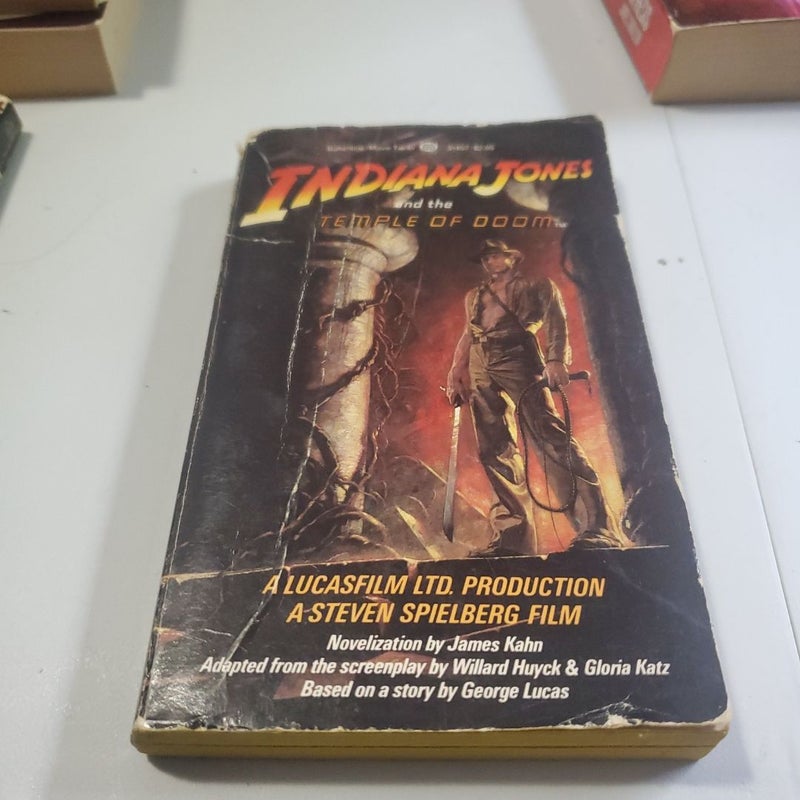 INDIANA JONES
and the
TEMPLE OF DOOM™
A LUCASFILM LTD. PRODUCTION
A STEVEN SPIELBERG FILM
Novelization by James Kahn
Adapted from the screenplay by Willard Huyck & Gloria Katz
Based on a story by George Lucas